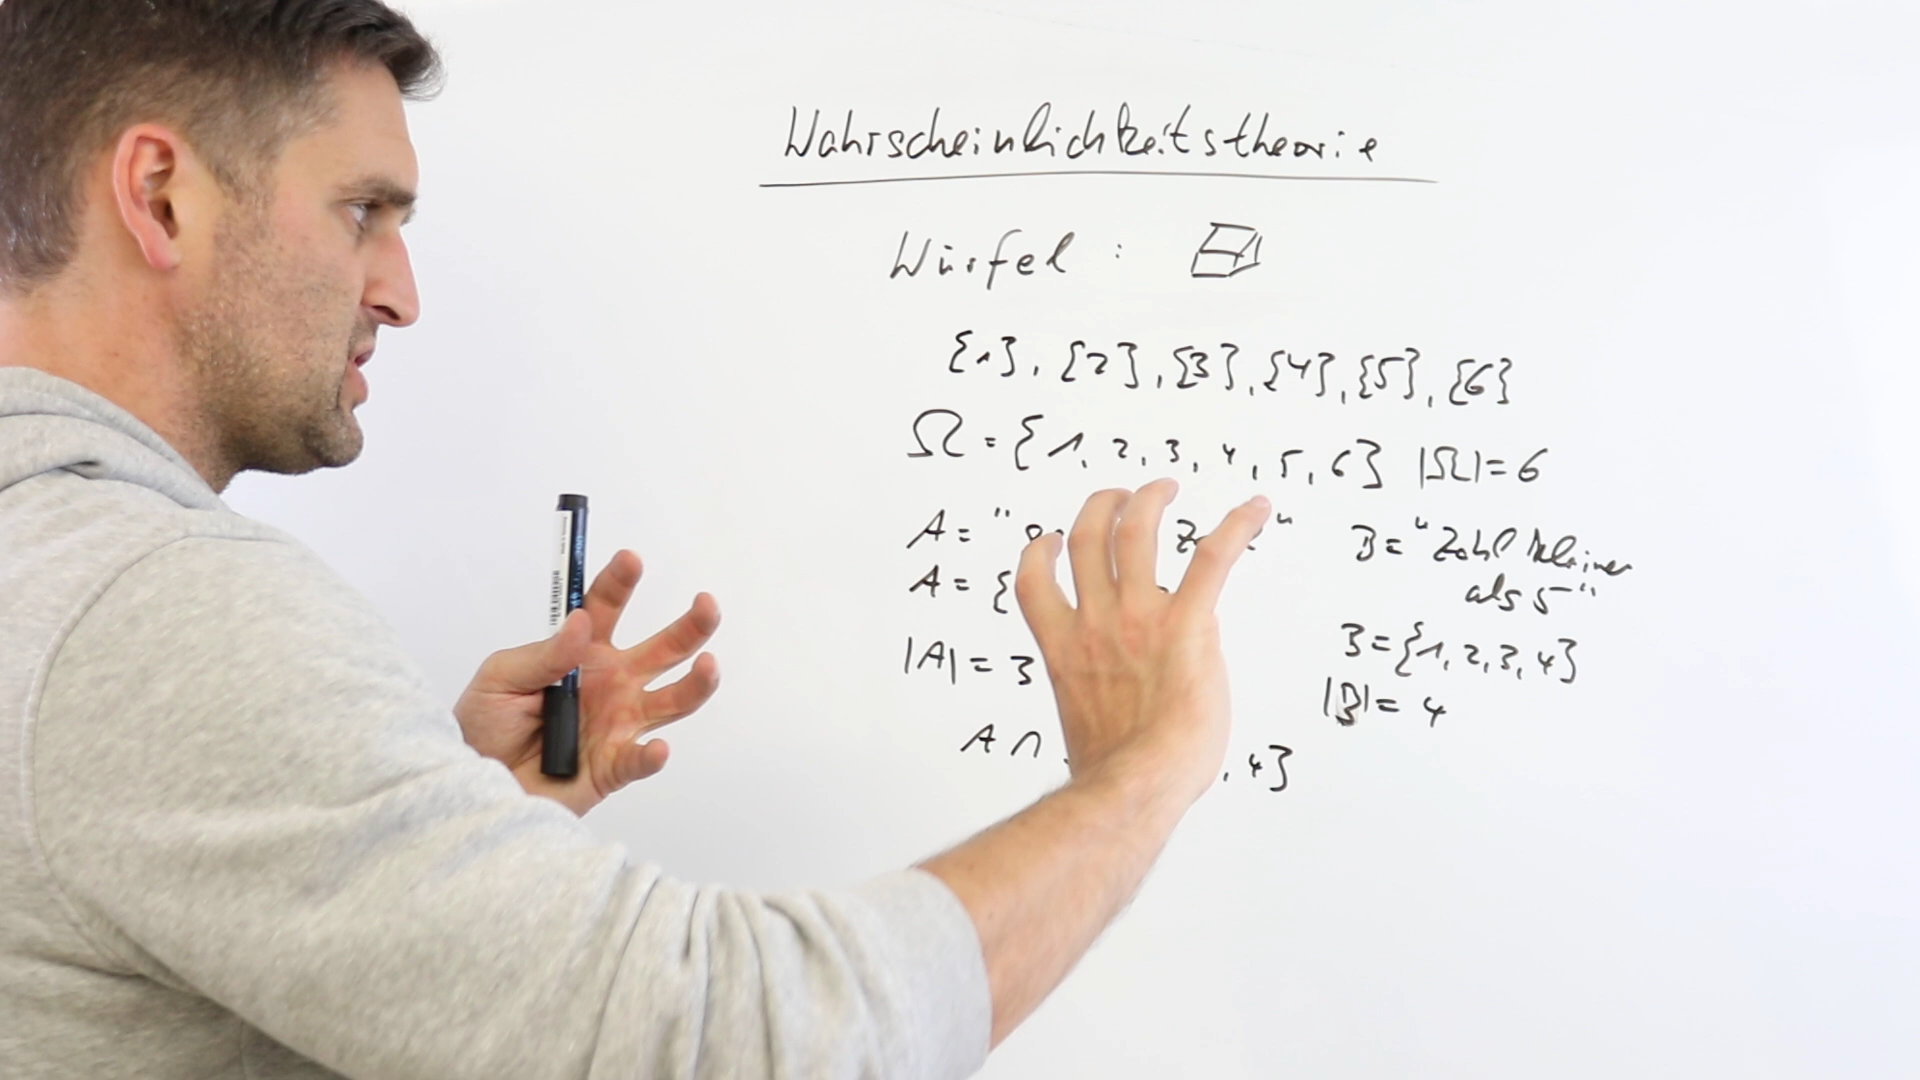 Wahrscheinlichkeitstheorie
Würfel :
{1}, {2}, {3}, {4}, {5}, {6}
Ω = {1, 2, 3, 4, 5, 6} |Ω| = 6
A = " " B = "Zahl kleiner
als 5"
A = {
B = {1, 2, 3, 4}
|A| = 3
|B| = 4
A ∩ , 4}